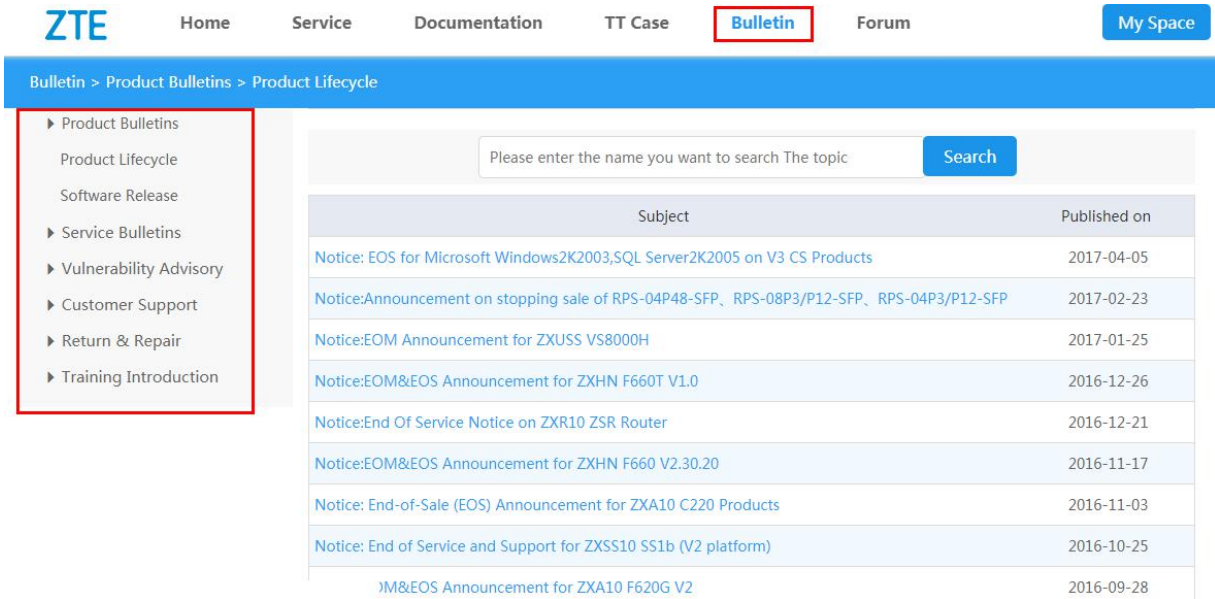 ZTE Home Service Documentation TT Case Bulletin Forum My Space
Bulletin > Product Bulletins > Product Lifecycle
Product Bulletins
Product Lifecycle
Software Release
Service Bulletins
Vulnerability Advisory
Customer Support
Return & Repair
Training Introduction
Please enter the name you want to search The topic Search
Subject Published on
Notice: EOS for Microsoft Windows2K2003,SQL Server2K2005 on V3 CS Products 2017-04-05
Notice:Announcement on stopping sale of RPS-04P48-SFP、RPS-08P3/P12-SFP、RPS-04P3/P12-SFP 2017-02-23
Notice:EOM Announcement for ZXUSS VS8000H 2017-01-25
Notice:EOM&EOS Announcement for ZXHN F660T V1.0 2016-12-26
Notice:End Of Service Notice on ZXR10 ZSR Router 2016-12-21
Notice:EOM&EOS Announcement for ZXHN F660 V2.30.20 2016-11-17
Notice: End-of-Sale (EOS) Announcement for ZXA10 C220 Products 2016-11-03
Notice: End of Service and Support for ZXSS10 SS1b (V2 platform) 2016-10-25
OM&EOS Announcement for ZXA10 F620G V2 2016-09-28